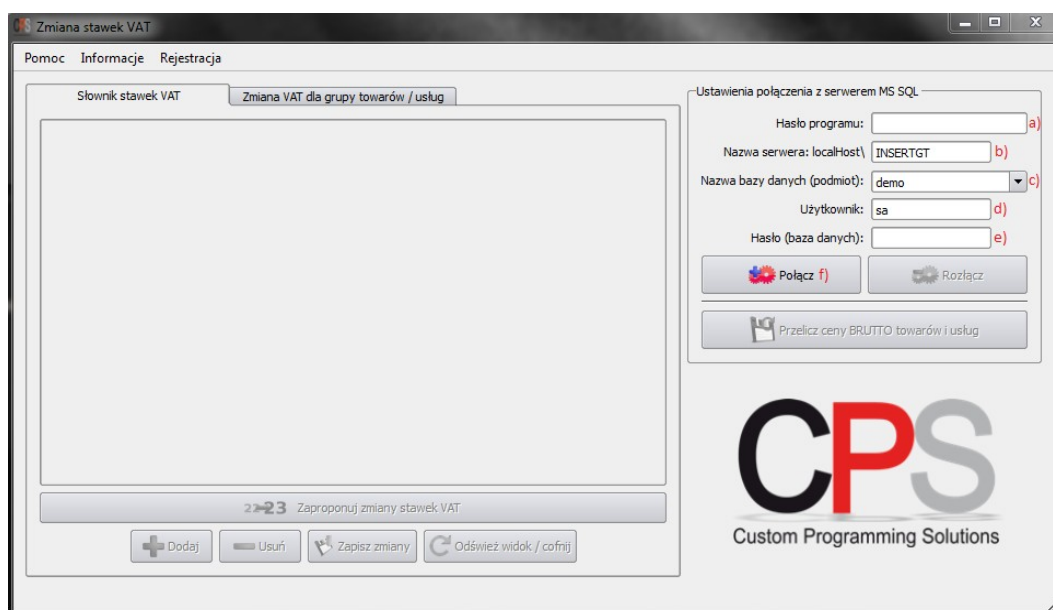 Zmiana stawek VAT
Pomoc Informacje Rejestracja
Słownik stawek VAT
Zmiana VAT dla grupy towarów / usług
22 23 Zaproponuj zmiany stawek VAT
Dodaj
Usuń
Zapisz zmiany
Odśwież widok / cofnij
Ustawienia połączenia z serwerem MS SQL
Hasło programu: a)
Nazwa serwera: localHost\ INSERTGT b)
Nazwa bazy danych (podmiot): demo c)
Użytkownik: sa d)
Hasło (baza danych): e)
Połącz f)
Rozłącz
Przelicz ceny BRUTTO towarów i usług
CPS
Custom Programming Solutions